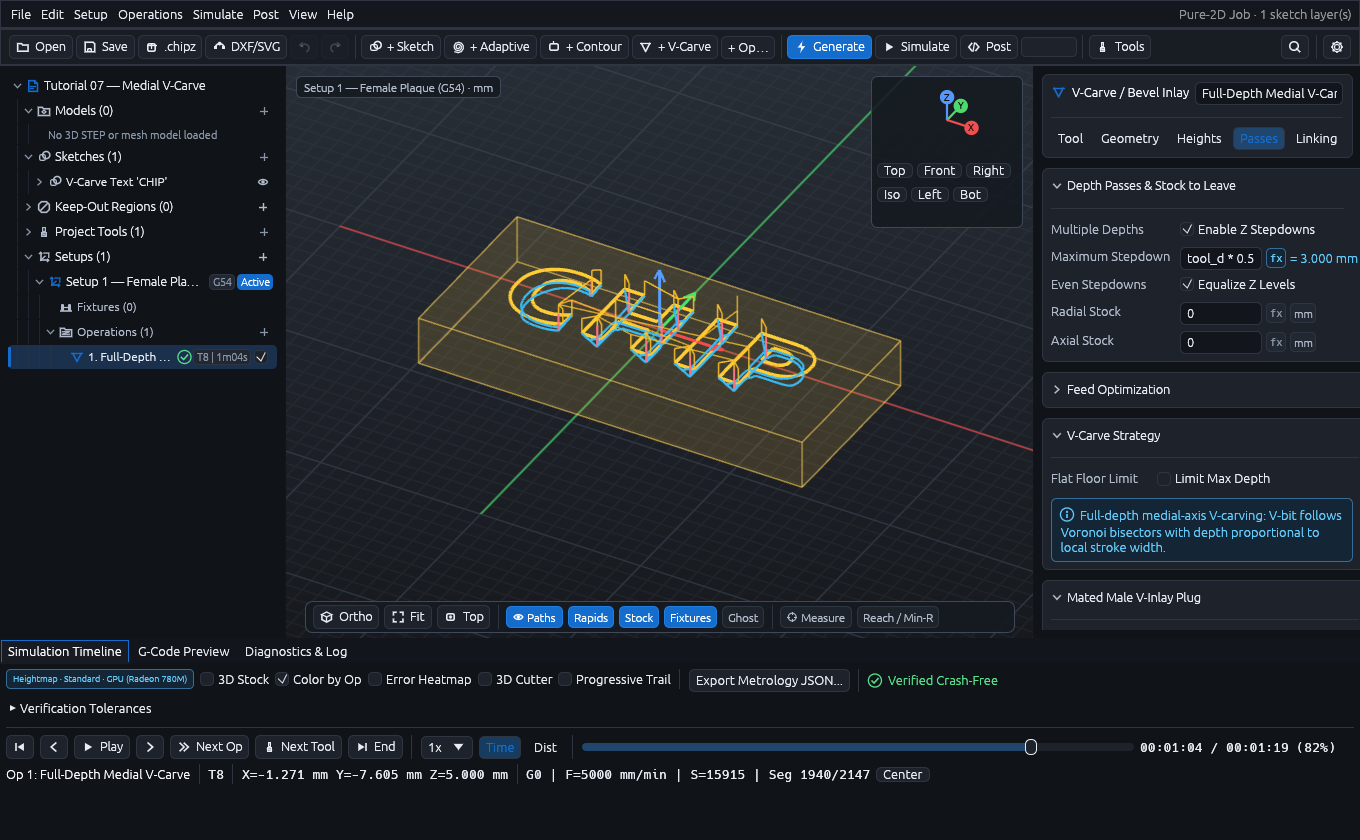 File Edit Setup Operations Simulate Post View Help
Pure-2D Job · 1 sketch layer(s)
Open Save .chipz DXF/SVG + Sketch + Adaptive + Contour + V-Carve + Op... Generate Simulate Post Tools
Tutorial 07 — Medial V-Carve
Models (0) +
No 3D STEP or mesh model loaded
Sketches (1) +
V-Carve Text 'CHIP'
Keep-Out Regions (0) +
Project Tools (1) +
Setups (1) +
Setup 1 — Female Pla... G54 Active
Fixtures (0)
Operations (1) +
1. Full-Depth ... T8 | 1m04s
Setup 1 — Female Plaque (G54) · mm
Z
Y
X
Top Front Right
Iso Left Bot
Ortho Fit Top Paths Rapids Stock Fixtures Ghost Measure Reach / Min-R
V-Carve / Bevel Inlay Full-Depth Medial V-Car
Tool Geometry Heights Passes Linking
Depth Passes & Stock to Leave
Multiple Depths Enable Z Stepdowns
Maximum Stepdown tool_d * 0.5 fx = 3.000 mm
Even Stepdowns Equalize Z Levels
Radial Stock 0 fx mm
Axial Stock 0 fx mm
Feed Optimization
V-Carve Strategy
Flat Floor Limit Limit Max Depth
Full-depth medial-axis V-carving: V-bit follows
Voronoi bisectors with depth proportional to
local stroke width.
Mated Male V-Inlay Plug
Simulation Timeline G-Code Preview Diagnostics & Log
Heightmap · Standard · GPU (Radeon 780M) 3D Stock Color by Op Error Heatmap 3D Cutter Progressive Trail Export Metrology JSON... Verified Crash-Free
Verification Tolerances
Play Next Op Next Tool End 1x Time Dist 00:01:04 / 00:01:19 (82%)
Op 1: Full-Depth Medial V-Carve T8 X=-1.271 mm Y=-7.605 mm Z=5.000 mm G0 | F=5000 mm/min | S=15915 | Seg 1940/2147 Center